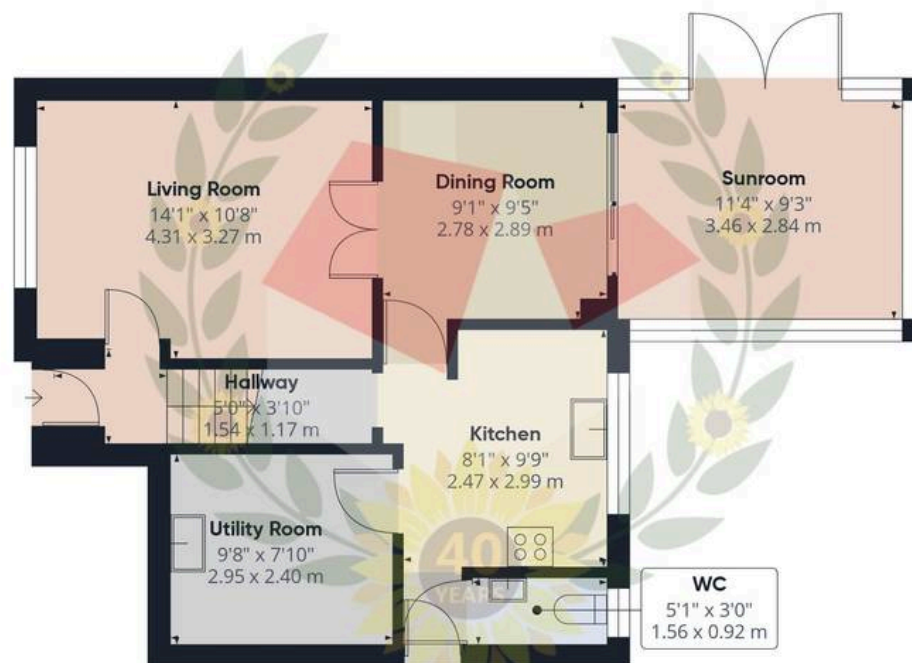 Living Room
14'1" x 10'8"
4.31 x 3.27 m
Dining Room
9'1" x 9'5"
2.78 x 2.89 m
Sunroom
11'4" x 9'3"
3.46 x 2.84 m
Hallway
5'0" x 3'10"
1.54 x 1.17 m
Kitchen
8'1" x 9'9"
2.47 x 2.99 m
Utility Room
9'8" x 7'10"
2.95 x 2.40 m
40
YEARS
WC
5'1" x 3'0"
1.56 x 0.92 m